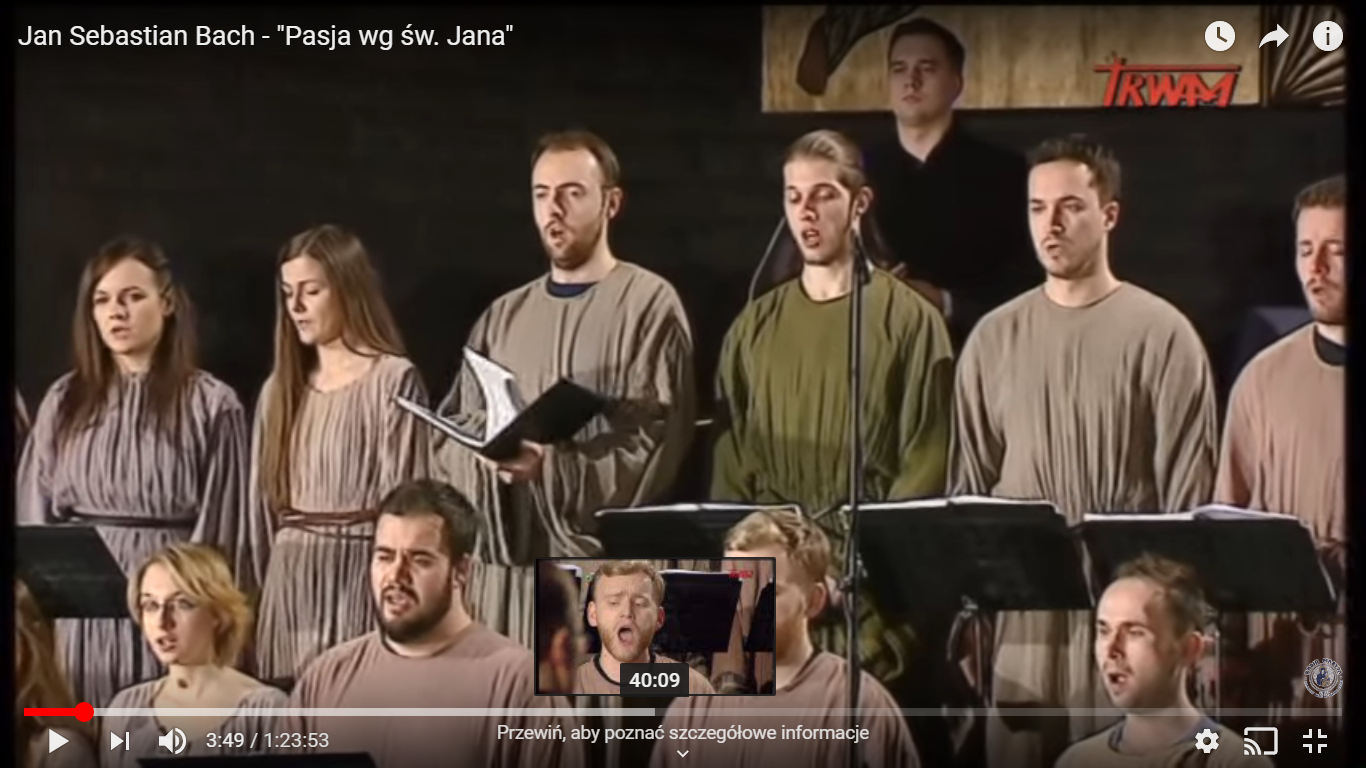 Jan Sebastian Bach - "Pasja wg św. Jana"
TRWAM
40:09
Przewiń, aby poznać szczegółowe informacje
3:49 / 1:23:53